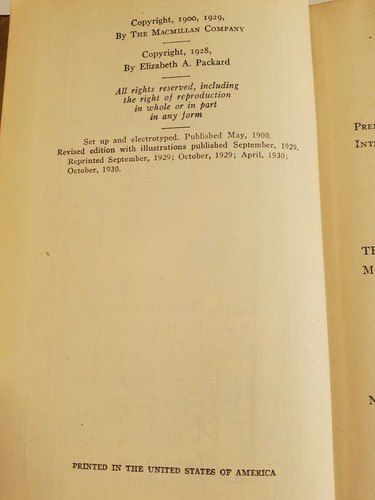 Copyright, 1900, 1929,
By THE MACMILLAN COMPANY
Copyright, 1928,
By Elizabeth A. Packard
All rights reserved, including
the right of reproduction
in whole or in part
in any form
Set up and electrotyped. Published May, 1900.
Revised edition with illustrations published September, 1929.
Reprinted September, 1929; October, 1929; April, 1930;
October, 1930.
PRINTED IN THE UNITED STATES OF AMERICA